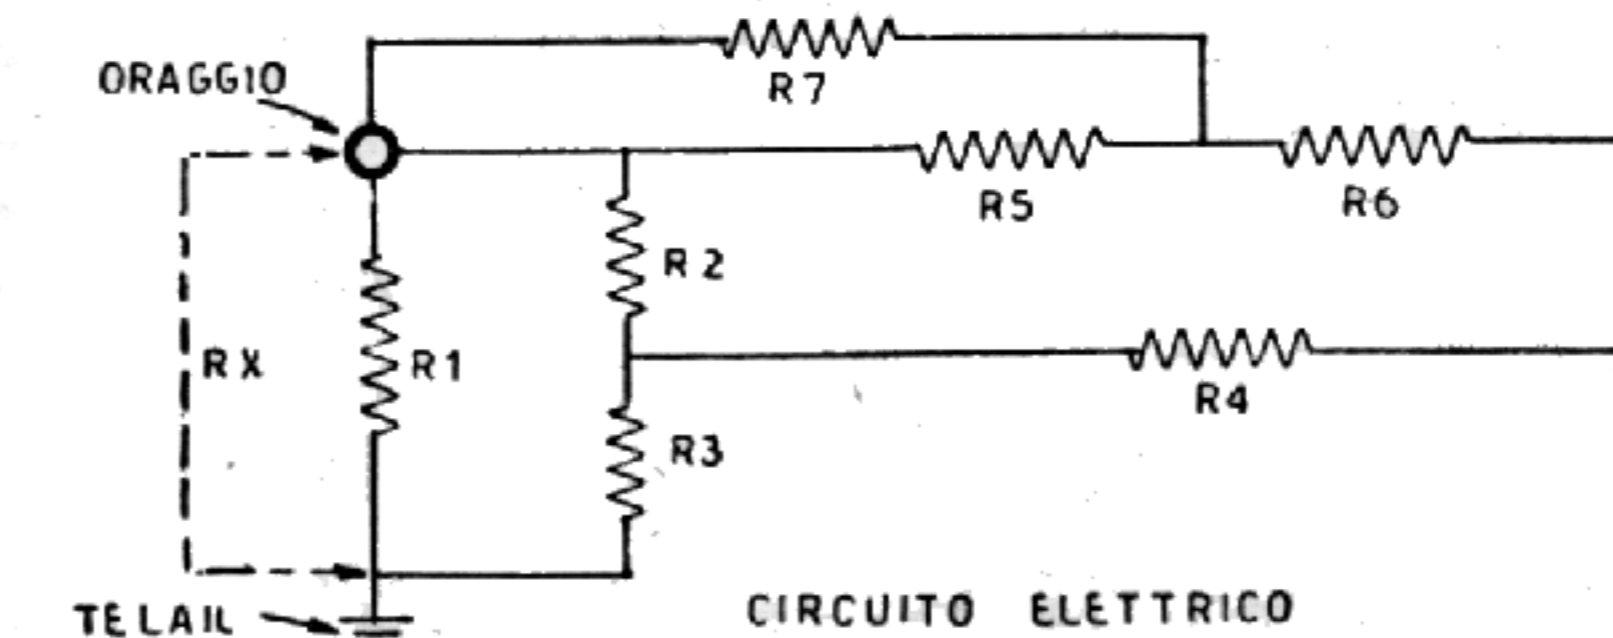 R7
ORAGGIO
R5
R6
R2
RX
R1
R4
R3
TELAIL
CIRCUITO ELETTRICO